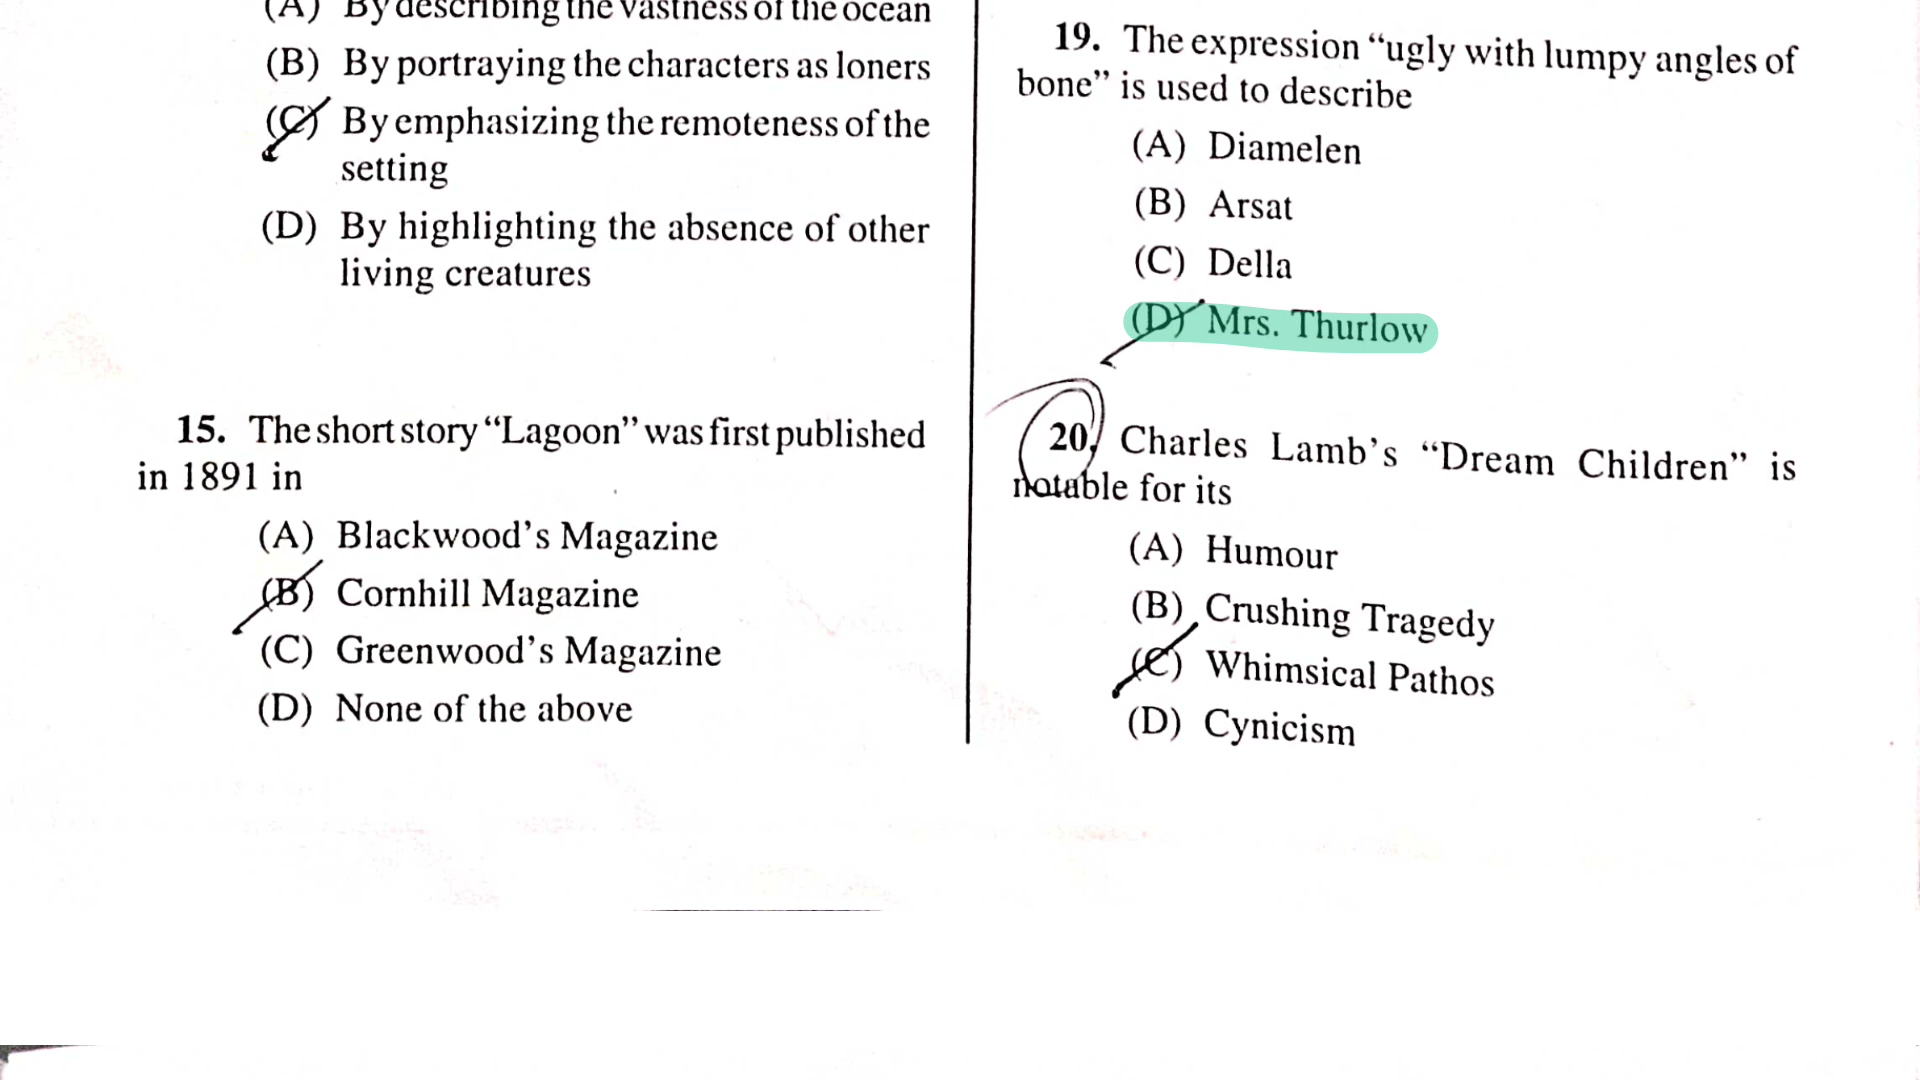 (A) By describing the vastness of the ocean
(B) By portraying the characters as loners
(C) By emphasizing the remoteness of the
setting
(D) By highlighting the absence of other
living creatures
15. The short story “Lagoon” was first published
in 1891 in
(A) Blackwood’s Magazine
(B) Cornhill Magazine
(C) Greenwood’s Magazine
(D) None of the above
19. The expression “ugly with lumpy angles of
bone” is used to describe
(A) Diamelen
(B) Arsat
(C) Della
(D) Mrs. Thurlow
20. Charles Lamb’s “Dream Children” is
notable for its
(A) Humour
(B) Crushing Tragedy
(C) Whimsical Pathos
(D) Cynicism